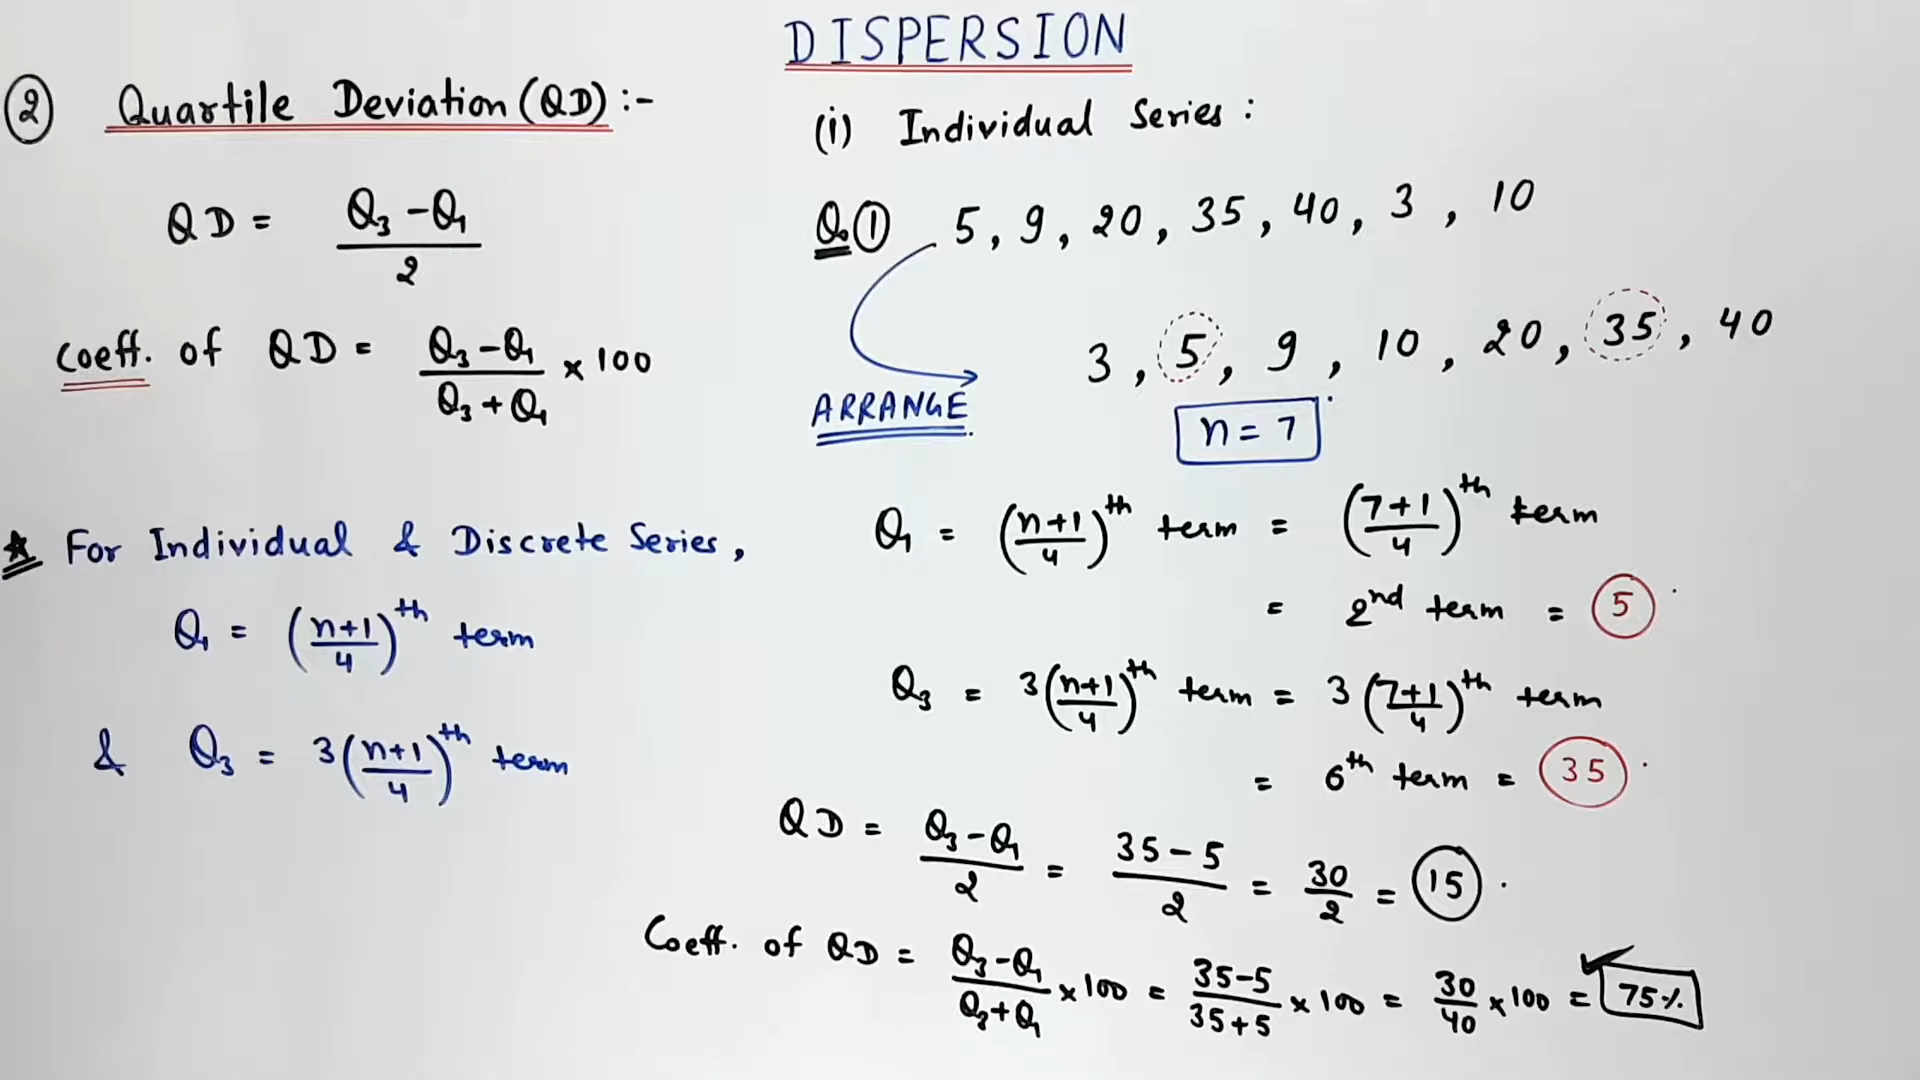 DISPERSION
② Quartile Deviation (QD) :-
QD = (Q₃ - Q₁)/2
Coeff. of QD = (Q₃ - Q₁)/(Q₃ + Q₁) × 100
★ For Individual & Discrete Series,
Q₁ = ((n+1)/4)ᵗʰ term
& Q₃ = 3((n+1)/4)ᵗʰ term
(i) Individual Series :
Q.① 5, 9, 20, 35, 40, 3, 10
ARRANGE
3, 5, 9, 10, 20, 35, 40
n = 7
Q₁ = ((n+1)/4)ᵗʰ term = ((7+1)/4)ᵗʰ term
= 2ⁿᵈ term = 5
Q₃ = 3((n+1)/4)ᵗʰ term = 3((7+1)/4)ᵗʰ term
= 6ᵗʰ term = 35
QD = (Q₃ - Q₁)/2 = (35 - 5)/2 = 30/2 = 15
Coeff. of QD = (Q₃ - Q₁)/(Q₃ + Q₁) × 100 = (35 - 5)/(35 + 5) × 100 = 30/40 × 100 = 75%